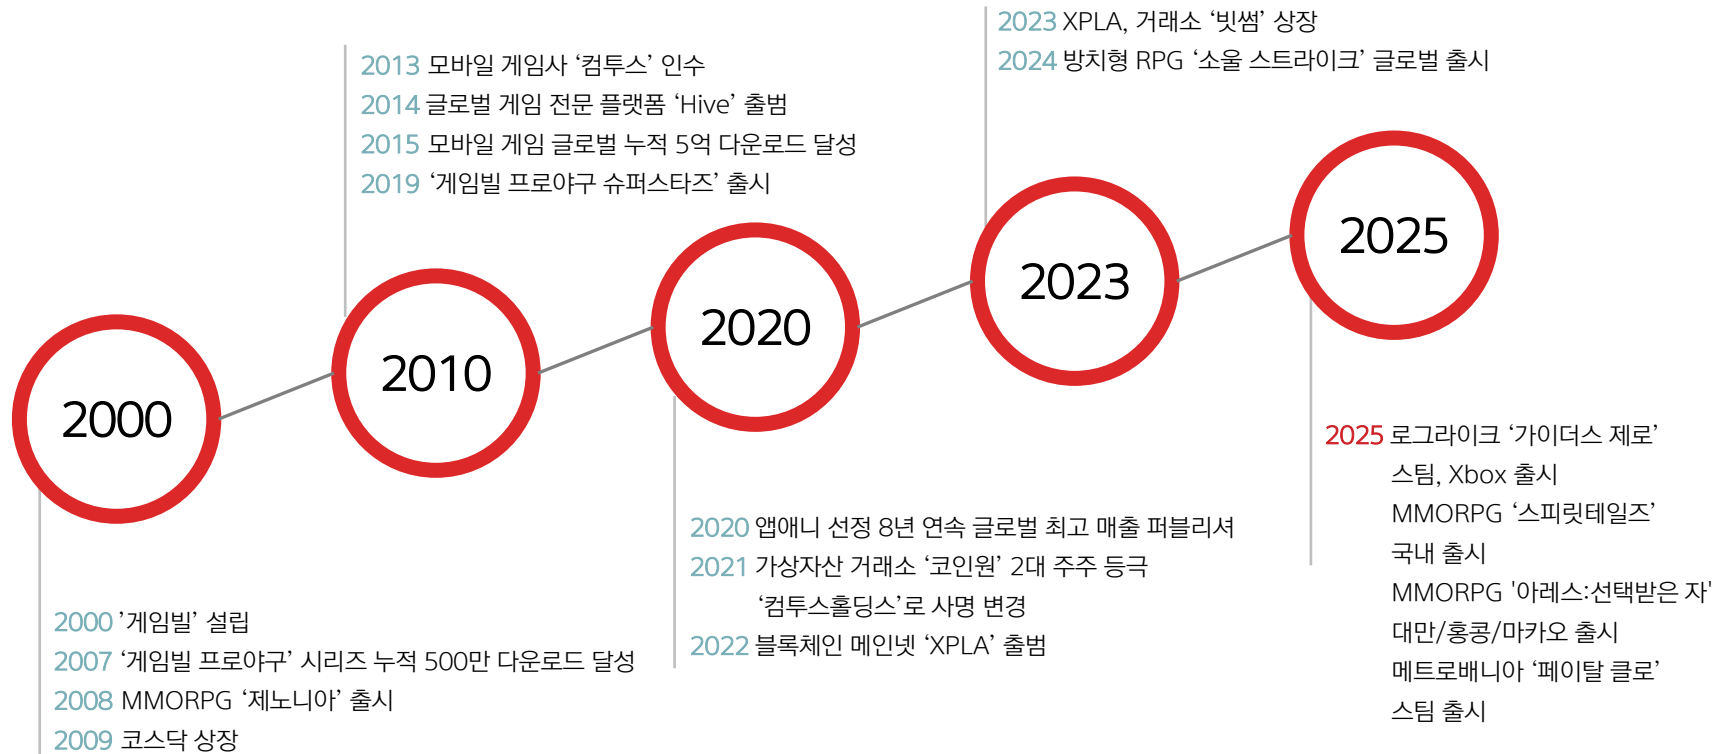 2000
2000 ’게임빌’ 설립
2007 ‘게임빌 프로야구’ 시리즈 누적 500만 다운로드 달성
2008 MMORPG ‘제노니아’ 출시
2009 코스닥 상장
2010
2013 모바일 게임사 ‘컴투스’ 인수
2014 글로벌 게임 전문 플랫폼 ‘Hive’ 출범
2015 모바일 게임 글로벌 누적 5억 다운로드 달성
2019 ‘게임빌 프로야구 슈퍼스타즈’ 출시
2020
2020 앱애니 선정 8년 연속 글로벌 최고 매출 퍼블리셔
2021 가상자산 거래소 ‘코인원’ 2대 주주 등극
‘컴투스홀딩스’로 사명 변경
2022 블록체인 메인넷 ‘XPLA’ 출범
2023
2023 XPLA, 거래소 ‘빗썸’ 상장
2024 방치형 RPG ‘소울 스트라이크’ 글로벌 출시
2025
2025 로그라이크 ‘가이더스 제로’
스팀, Xbox 출시
MMORPG ‘스피릿테일즈’
국내 출시
MMORPG '아레스:선택받은 자'
대만/홍콩/마카오 출시
메트로배니아 ‘페이탈 클로’
스팀 출시